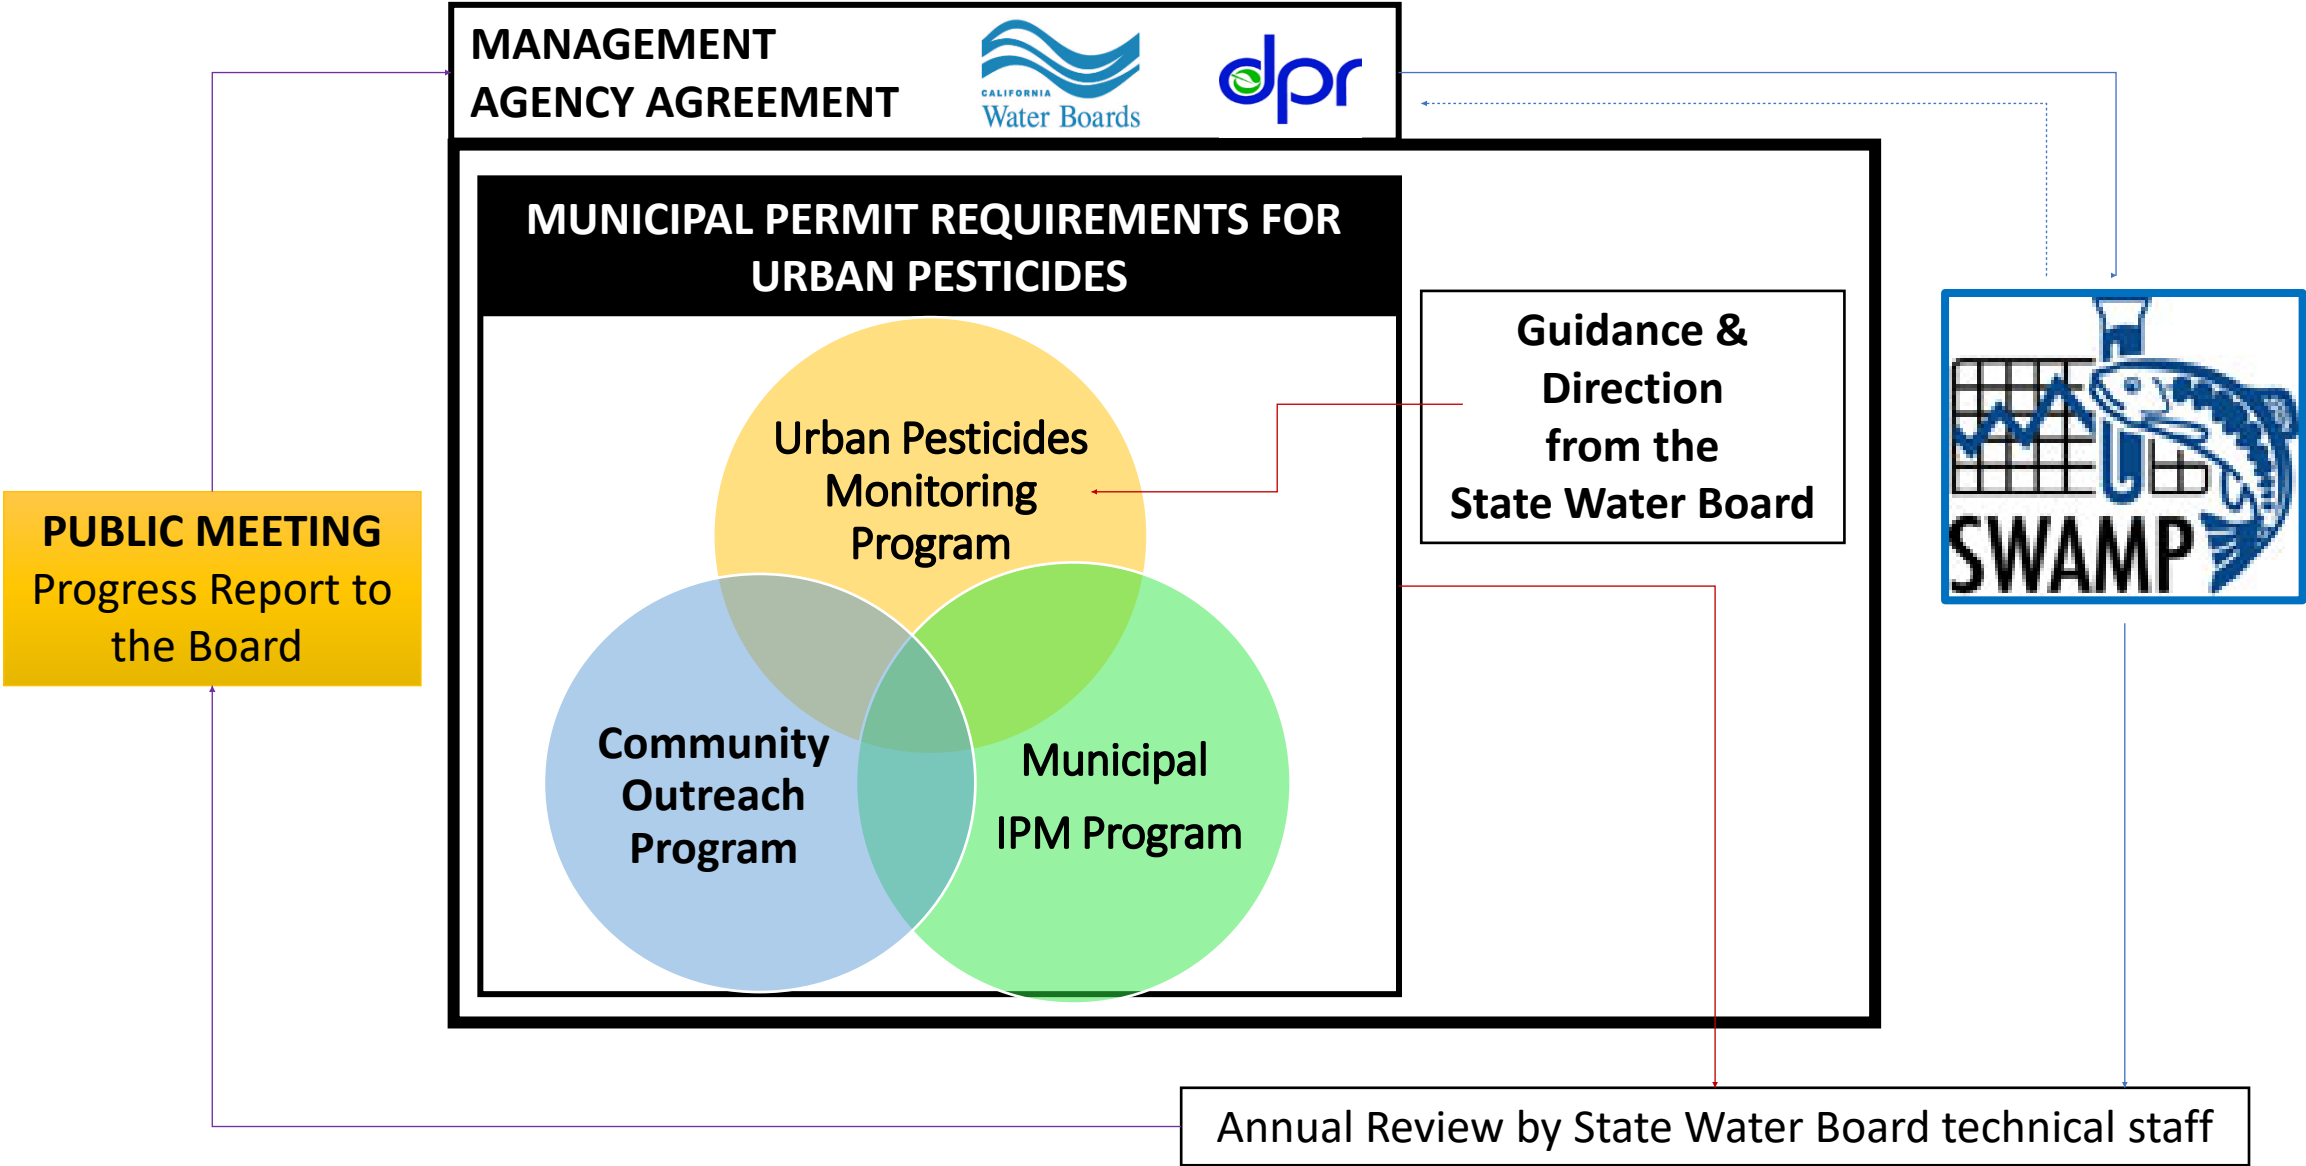 MANAGEMENT
AGENCY AGREEMENT
CALIFORNIA
Water Boards
dpr
MUNICIPAL PERMIT REQUIREMENTS FOR
URBAN PESTICIDES
Guidance &
Direction
from the
State Water Board
Urban Pesticides
Monitoring
Program
SWAMP
PUBLIC MEETING
Progress Report to
the Board
Community
Outreach
Program
Municipal
IPM Program
Annual Review by State Water Board technical staff